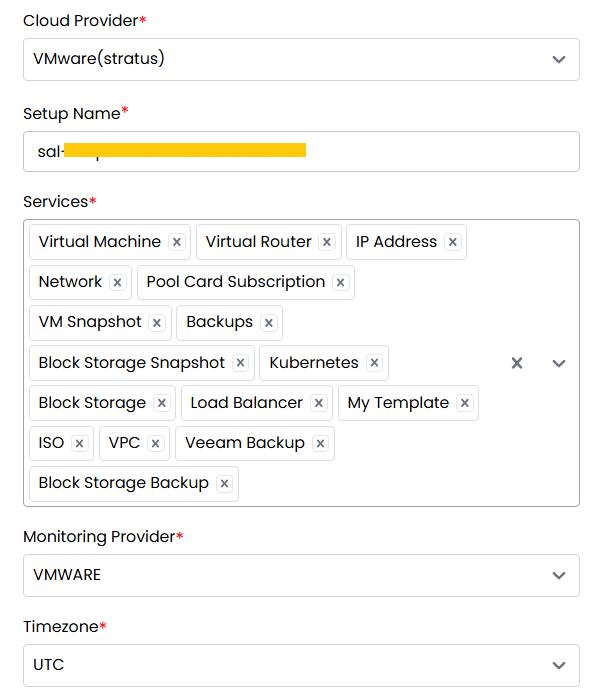 Cloud Provider*
VMware(stratus)
Setup Name*
sal-
Services*
Virtual Machine x Virtual Router x IP Address x
Network x Pool Card Subscription x
VM Snapshot x Backups x
Block Storage Snapshot x Kubernetes x
Block Storage x Load Balancer x My Template x
ISO x VPC x Veeam Backup x
Block Storage Backup x
Monitoring Provider*
VMWARE
Timezone*
UTC